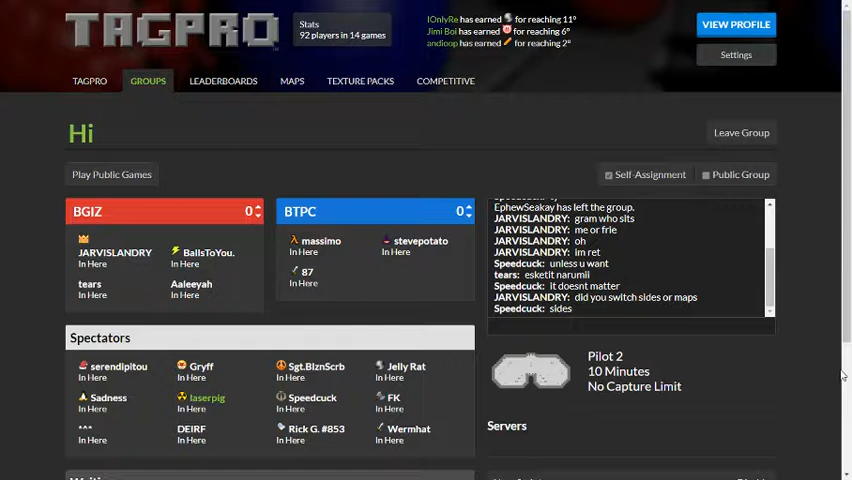 TAGPRO
Stats
92 players in 14 games
IOnlyRe has earned for reaching 11°
Jimi Boi has earned for reaching 6°
andioop has earned for reaching 2°
VIEW PROFILE
Settings
TAGPRO GROUPS LEADERBOARDS MAPS TEXTURE PACKS COMPETITIVE
Hi
Leave Group
Play Public Games
Self-Assignment Public Group
BGIZ 0
JARVISLANDRY
In Here
BallsToYou.
In Here
tears
In Here
Aaleeyah
In Here
BTPC 0
massimo
In Here
stevepotato
In Here
87
In Here
EphewSeakay has left the group.
JARVISLANDRY: gram who sits
JARVISLANDRY: me or frie
JARVISLANDRY: oh
JARVISLANDRY: im ret
Speedcuck: unless u want
tears: esketit narumii
Speedcuck: it doesnt matter
JARVISLANDRY: did you switch sides or maps
Speedcuck: sides
Spectators
serendipitou
In Here
Gryff
In Here
Sgt.BlznScrb
In Here
Jelly Rat
In Here
Sadness
In Here
laserpig
In Here
Speedcuck
In Here
FK
In Here
^^^
In Here
DEIRF
In Here
Rick G. #853
In Here
Wermhat
In Here
Pilot 2
10 Minutes
No Capture Limit
Servers